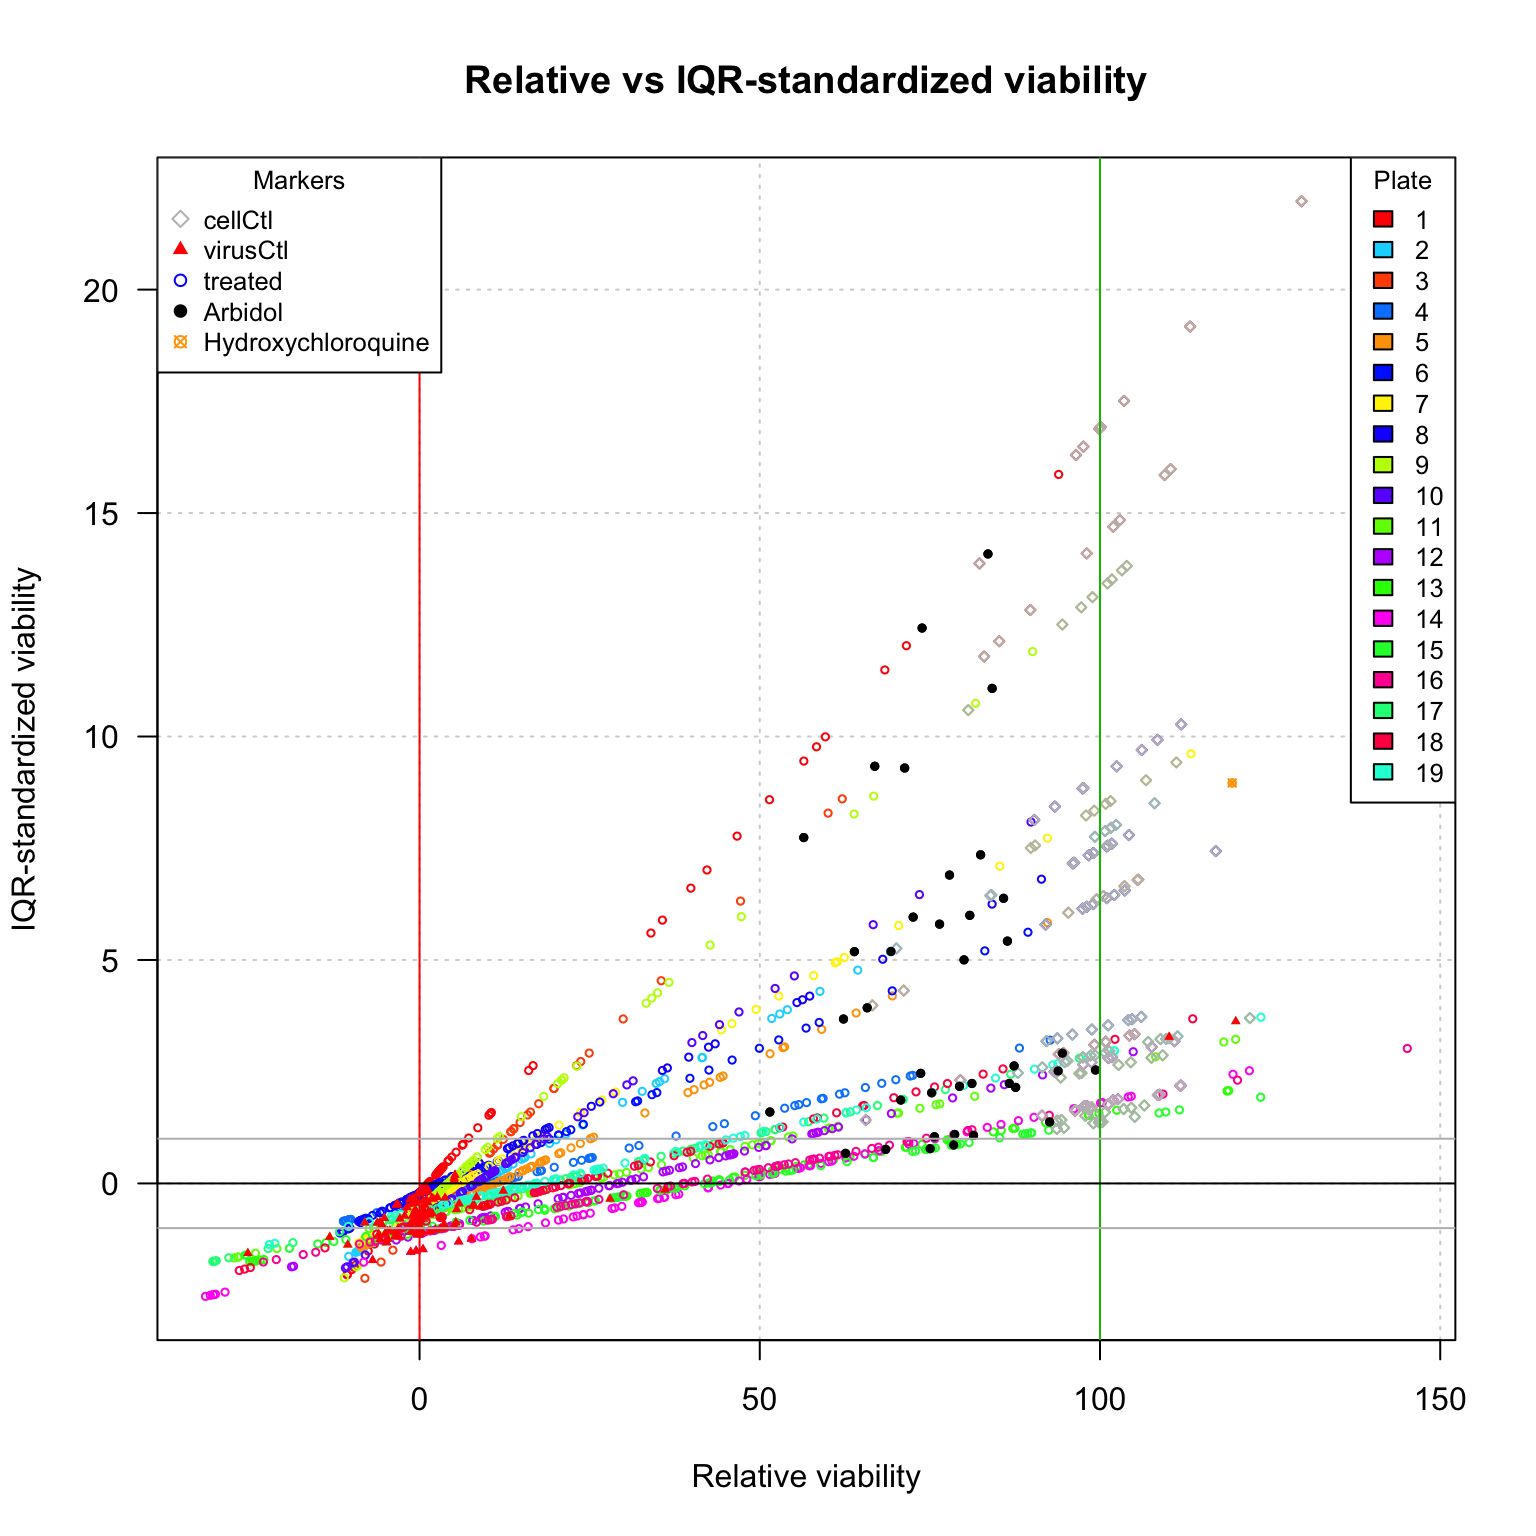 Relative vs IQR-standardized viability
Markers
cellCtl
virusCtl
treated
Arbidol
Hydroxychloroquine
Plate
1
2
3
4
5
6
7
8
9
10
11
12
13
14
15
16
17
18
19
IQR-standardized viability
20
15
10
5
0
0
50
100
150
Relative viability